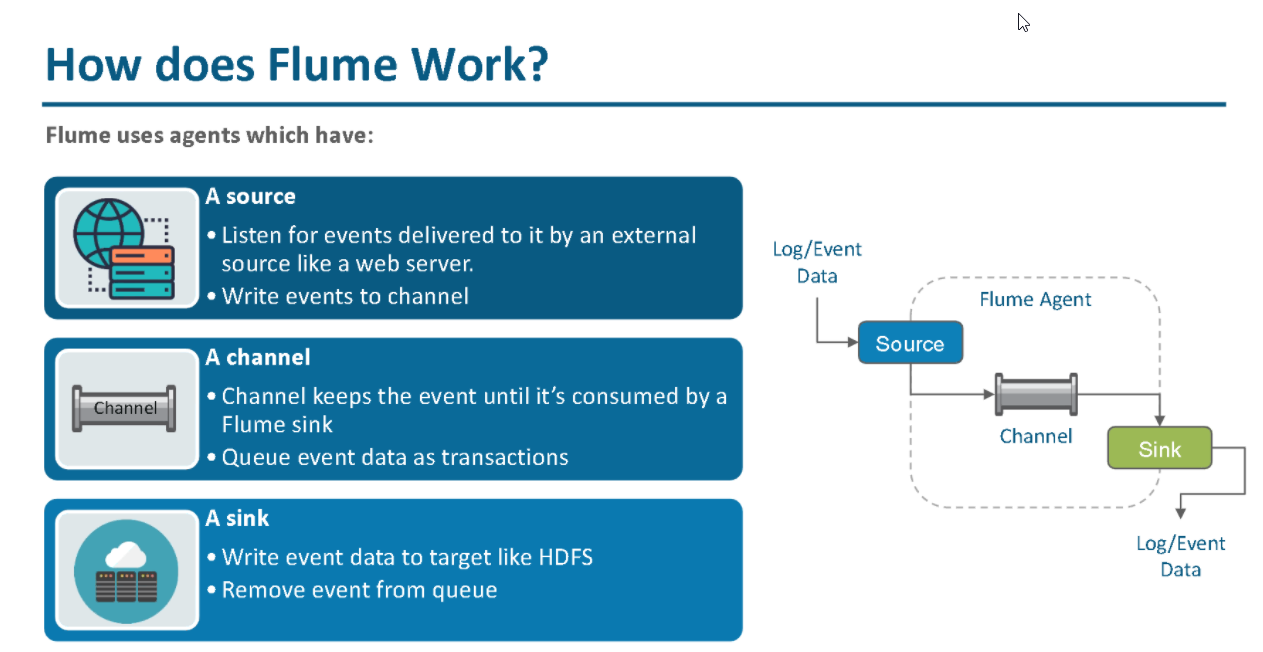 How does Flume Work?
Flume uses agents which have:
A source
• Listen for events delivered to it by an external
source like a web server.
• Write events to channel
Channel
A channel
• Channel keeps the event until it’s consumed by a
Flume sink
• Queue event data as transactions
A sink
• Write event data to target like HDFS
• Remove event from queue
Log/Event
Data
Flume Agent
Source
Channel
Sink
Log/Event
Data